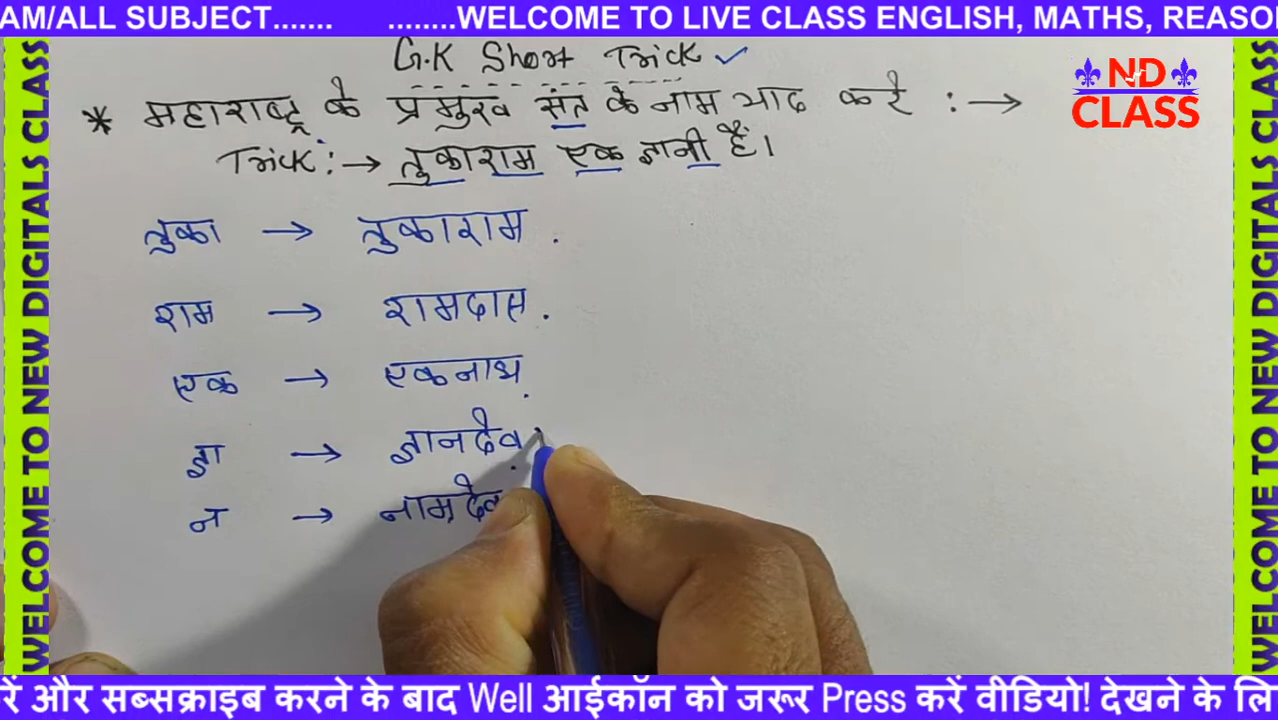 AM/ALL SUBJECT....... ........WELCOME TO LIVE CLASS ENGLISH, MATHS, REASO
G.K Short Trick ✓
* महाराष्ट्र के प्रमुख संत के नाम याद करे :→
Trick:→ तुकाराम एक ज्ञानी हैं।
तुका → तुकाराम .
राम → रामदास .
एक → एकनाथ .
ज्ञा → ज्ञानदेव .
न → नामदेव
ND
CLASS
WELCOME TO NEW DIGITALS CLASS
WELCOME TO NEW DIGITALS CLASS
रें और सब्सक्राइब करने के बाद Well आईकॉन को जरूर Press करें वीडियो! देखने के लि